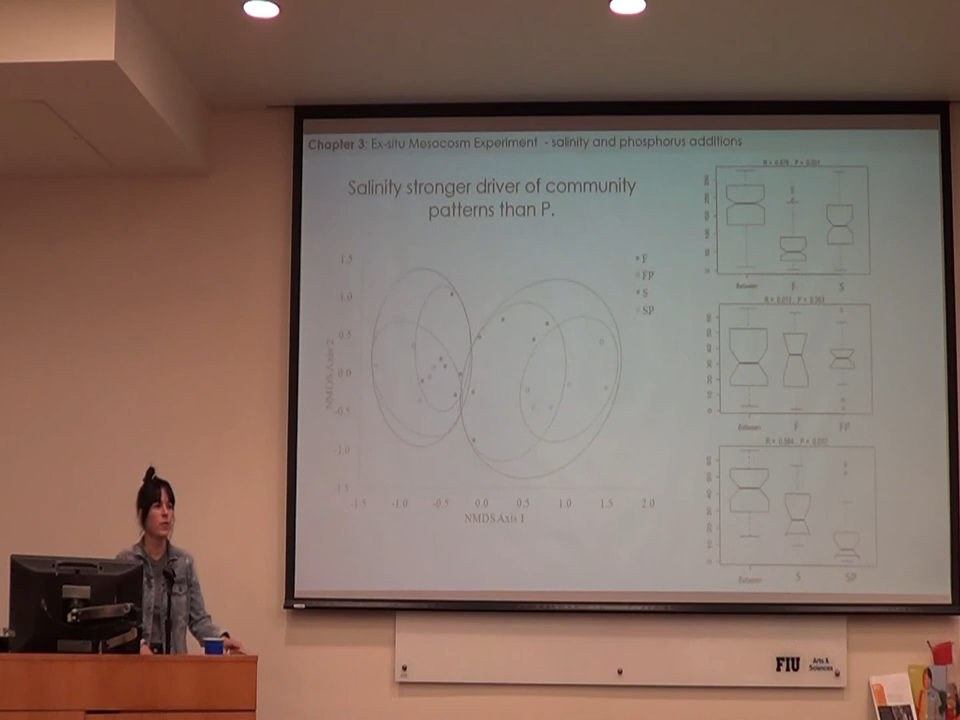 Chapter 3: Ex-situ Mesocosm Experiment - salinity and phosphorus additions
Salinity stronger driver of community
patterns than P.
F
FP
S
SP
1.5
1.0
0.5
0.0
-0.5
-1.0
-1.5
NMDS Axis 2
-1.5 -1.0 -0.5 0.0 0.5 1.0 1.5 2.0
NMDS Axis 1
Between F S
Between F FP
Between S SP
FIU Arts &
Sciences